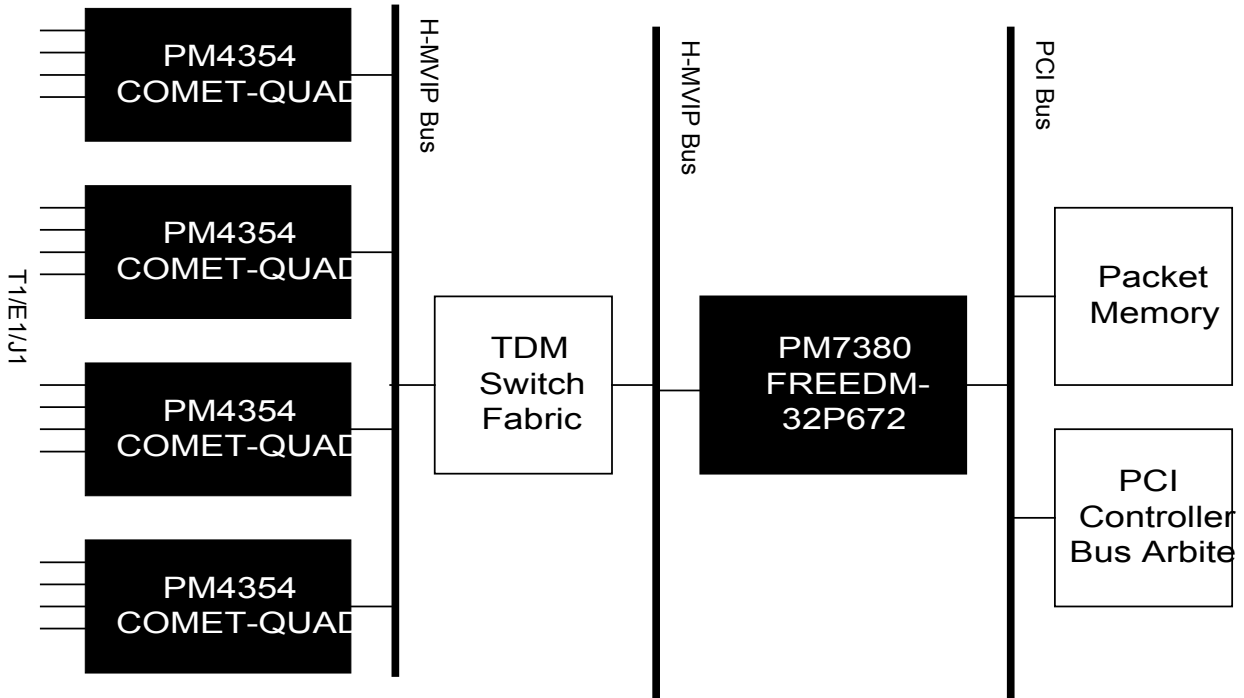 PM4354
COMET-QUAD
PM4354
COMET-QUAD
PM4354
COMET-QUAD
PM4354
COMET-QUAD
T1/E1/J1
H-MVIP Bus
TDM
Switch
Fabric
H-MVIP Bus
PM7380
FREEDM-
32P672
PCI Bus
Packet
Memory
PCI
Controller
Bus Arbite